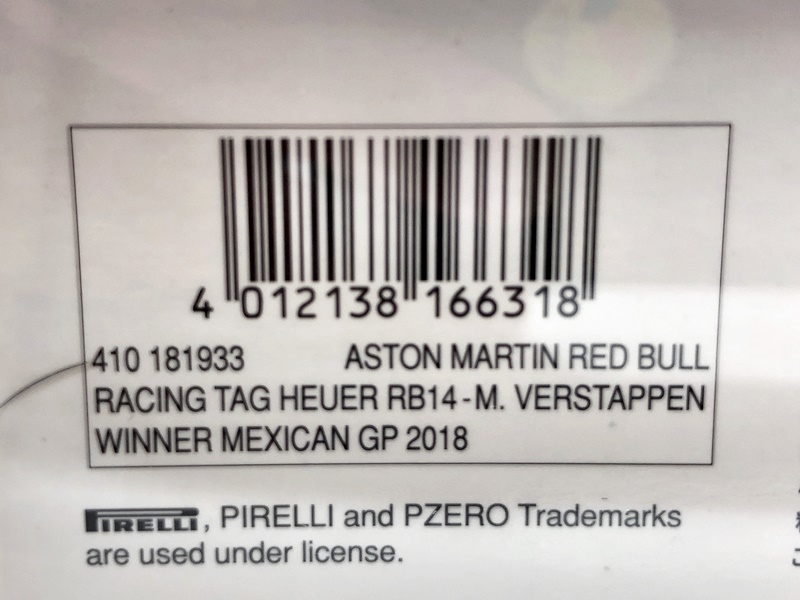 4 012138 166318
410 181933 ASTON MARTIN RED BULL
RACING TAG HEUER RB14-M. VERSTAPPEN
WINNER MEXICAN GP 2018
PIRELLI, PIRELLI and PZERO Trademarks
are used under license.